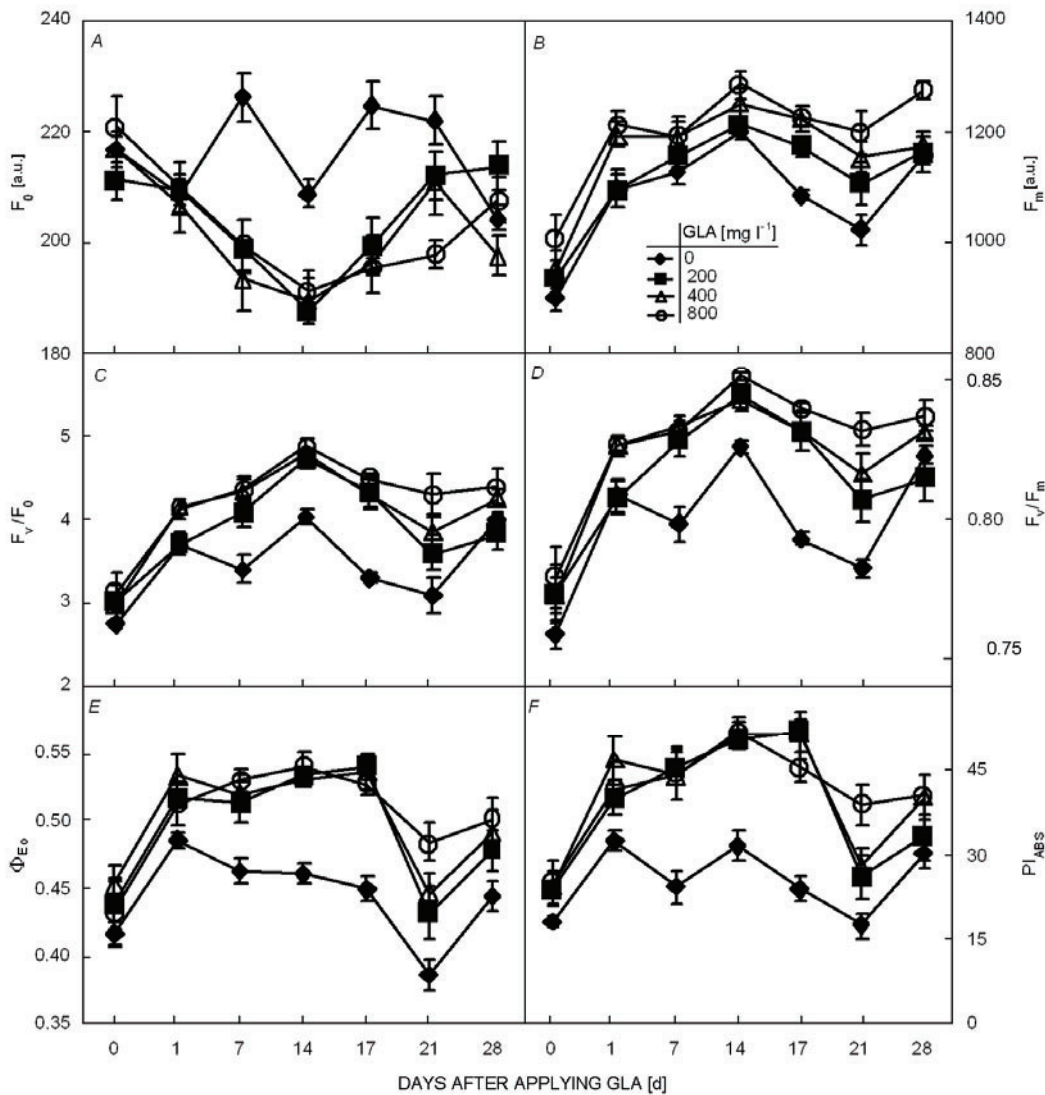 A
B
240
220
200
180
F0 [a.u.]
1400
1200
1000
800
Fm [a.u.]
GLA [mg l⁻¹]
0
200
400
800
C
D
5
4
3
2
Fv/F0
0.85
0.80
0.75
Fv/Fm
E
F
0.55
0.50
0.45
0.40
0.35
ΦEo
45
30
15
0
PIABS
0 1 7 14 17 21 28 0 1 7 14 17 21 28
DAYS AFTER APPLYING GLA [d]